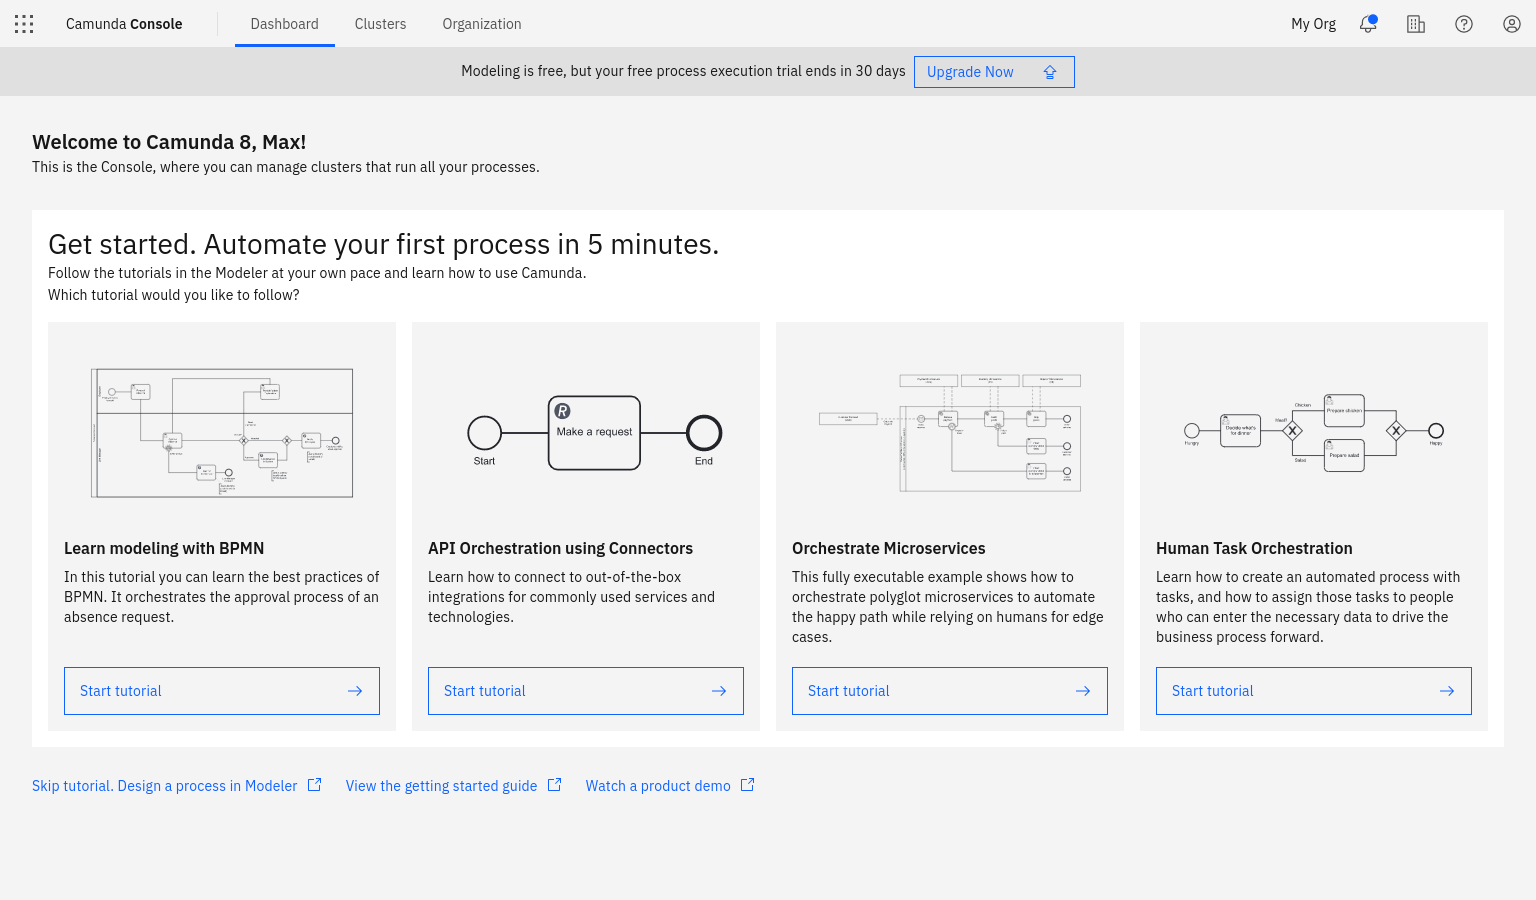 Camunda Console
Dashboard
Clusters
Organization
My Org
Modeling is free, but your free process execution trial ends in 30 days
Upgrade Now
Welcome to Camunda 8, Max!
This is the Console, where you can manage clusters that run all your processes.
Get started. Automate your first process in 5 minutes.
Follow the tutorials in the Modeler at your own pace and learn how to use Camunda.
Which tutorial would you like to follow?
Learn modeling with BPMN
In this tutorial you can learn the best practices of
BPMN. It orchestrates the approval process of an
absence request.
Start tutorial
R
Make a request
Start
End
API Orchestration using Connectors
Learn how to connect to out-of-the-box
integrations for commonly used services and
technologies.
Start tutorial
Orchestrate Microservices
This fully executable example shows how to
orchestrate polyglot microservices to automate
the happy path while relying on humans for edge
cases.
Start tutorial
Hungry
Decide what's
for dinner
Meal?
Chicken
Prepare chicken
Salad
Prepare salad
Happy
Human Task Orchestration
Learn how to create an automated process with
tasks, and how to assign those tasks to people
who can enter the necessary data to drive the
business process forward.
Start tutorial
Skip tutorial. Design a process in Modeler
View the getting started guide
Watch a product demo